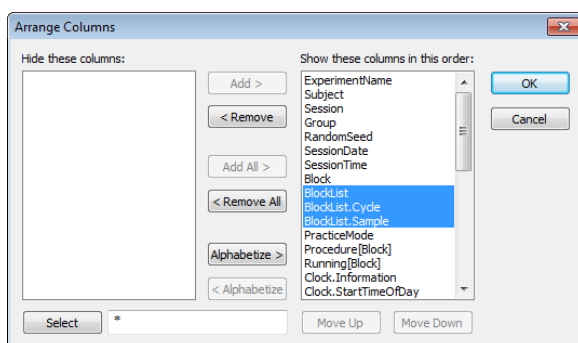 Arrange Columns
Hide these columns:
Show these columns in this order:
Add >
< Remove
Add All >
< Remove All
Alphabetize >
< Alphabetize
ExperimentName
Subject
Session
Group
RandomSeed
SessionDate
SessionTime
Block
BlockList
BlockList.Cycle
BlockList.Sample
PracticeMode
Procedure[Block]
Running[Block]
Clock.Information
Clock.StartTimeOfDay
OK
Cancel
Select
*
Move Up
Move Down